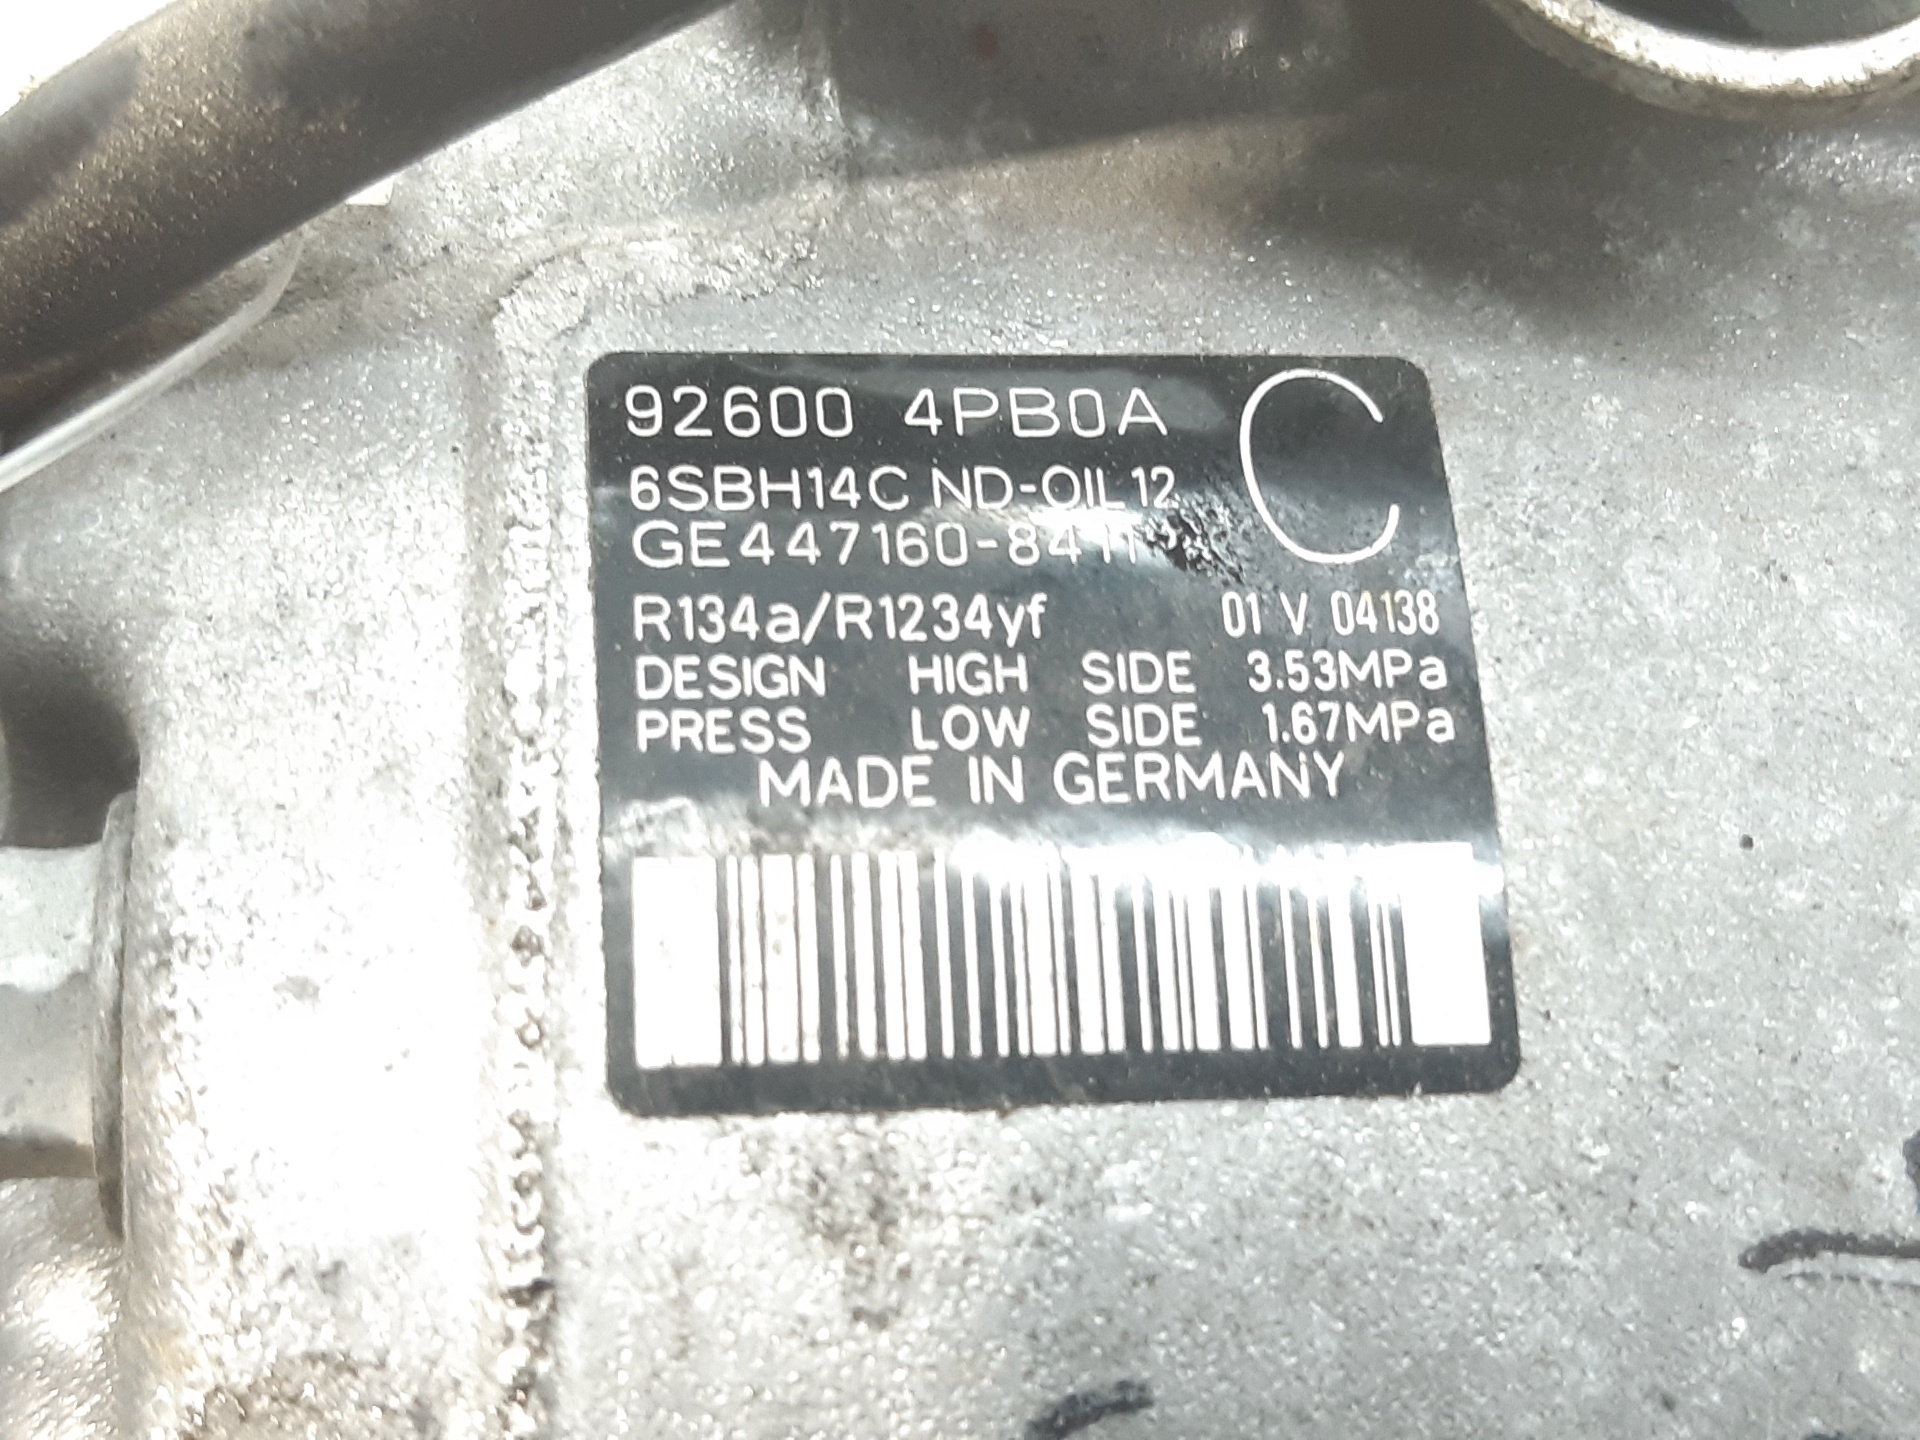 92600 4PB0A C
6SBH14C ND-OIL12
R134a/R1234yf 01 V 04138
DESIGN HIGH SIDE 3.53MPa
PRESS LOW SIDE 1.67MPa
MADE IN GERMANY